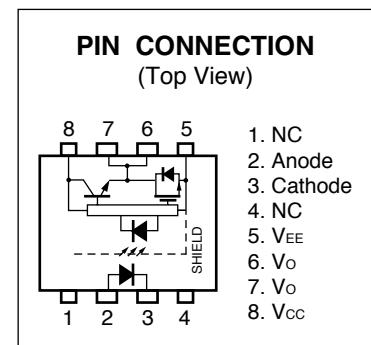 PIN CONNECTION
(Top View)
8 7 6 5
SHIELD
1 2 3 4
1. NC
2. Anode
3. Cathode
4. NC
5. VEE
6. VO
7. VO
8. VCC